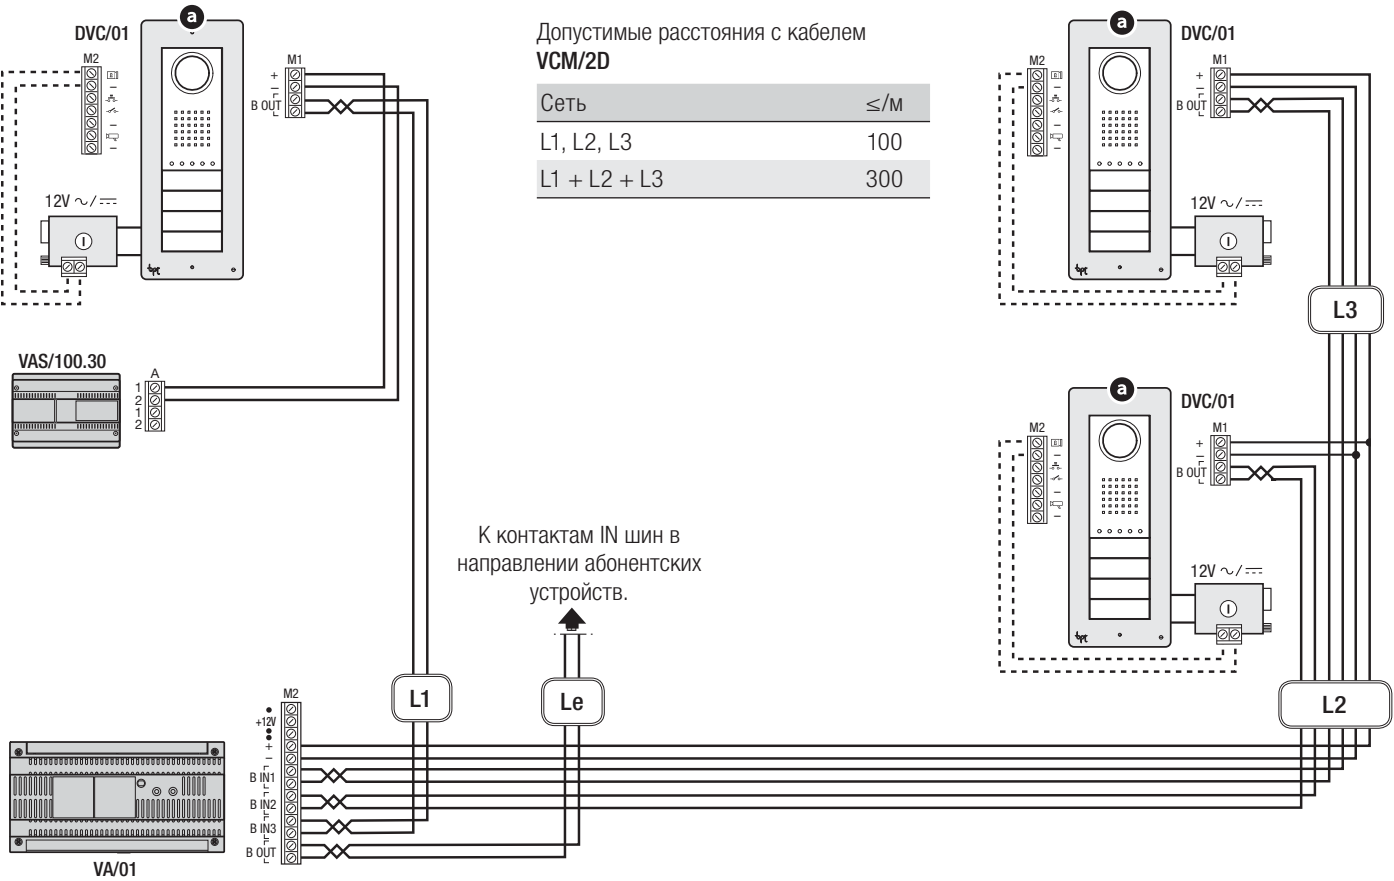 a
DVC/01
M2
–
–
–
M1
+
–
B OUT
12V ~/⎓
I
bpt
VAS/100.30
A
1
2
1
2
Допустимые расстояния с кабелем
VCM/2D
Сеть ≤/м
L1, L2, L3 100
L1 + L2 + L3 300
a
DVC/01
M2
–
–
–
M1
+
–
B OUT
12V ~/⎓
I
bpt
L3
a
DVC/01
M2
–
–
–
M1
+
–
B OUT
12V ~/⎓
I
bpt
L2
К контактам IN шин в
направлении абонентских
устройств.
L1
Le
M2
+12V
+
–
B IN1
B IN2
B IN3
B OUT
VA/01